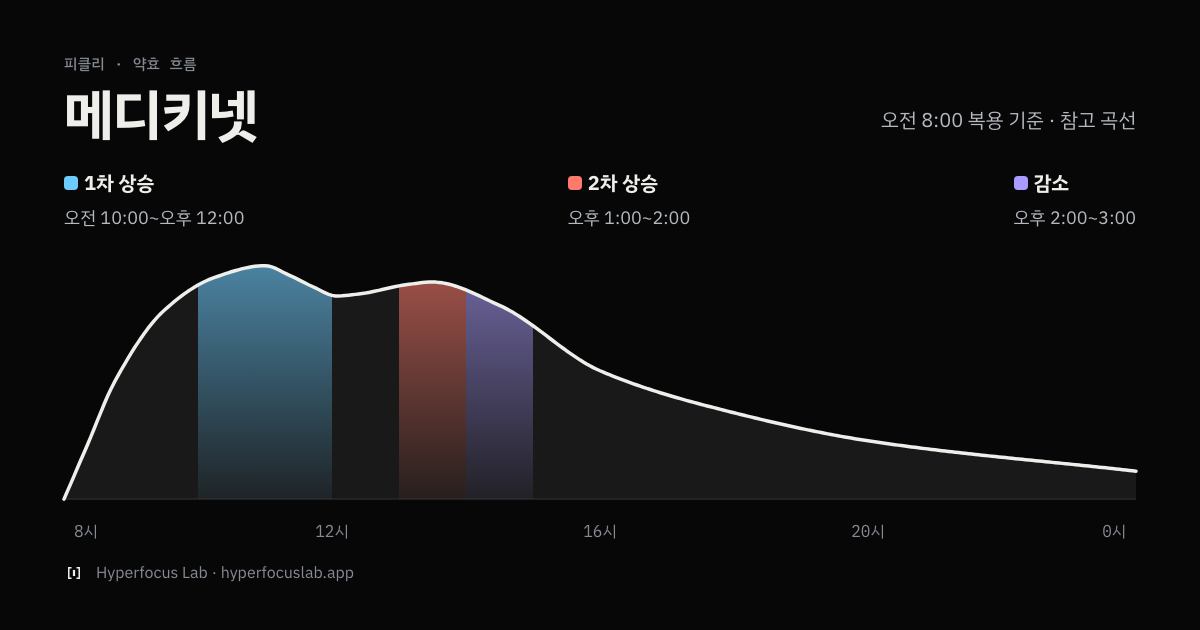 피클리 · 약효 흐름
메디키넷
오전 8:00 복용 기준 · 참고 곡선
1차 상승
오전 10:00~오후 12:00
2차 상승
오후 1:00~2:00
감소
오후 2:00~3:00
8시 12시 16시 20시 0시
Hyperfocus Lab · hyperfocuslab.app